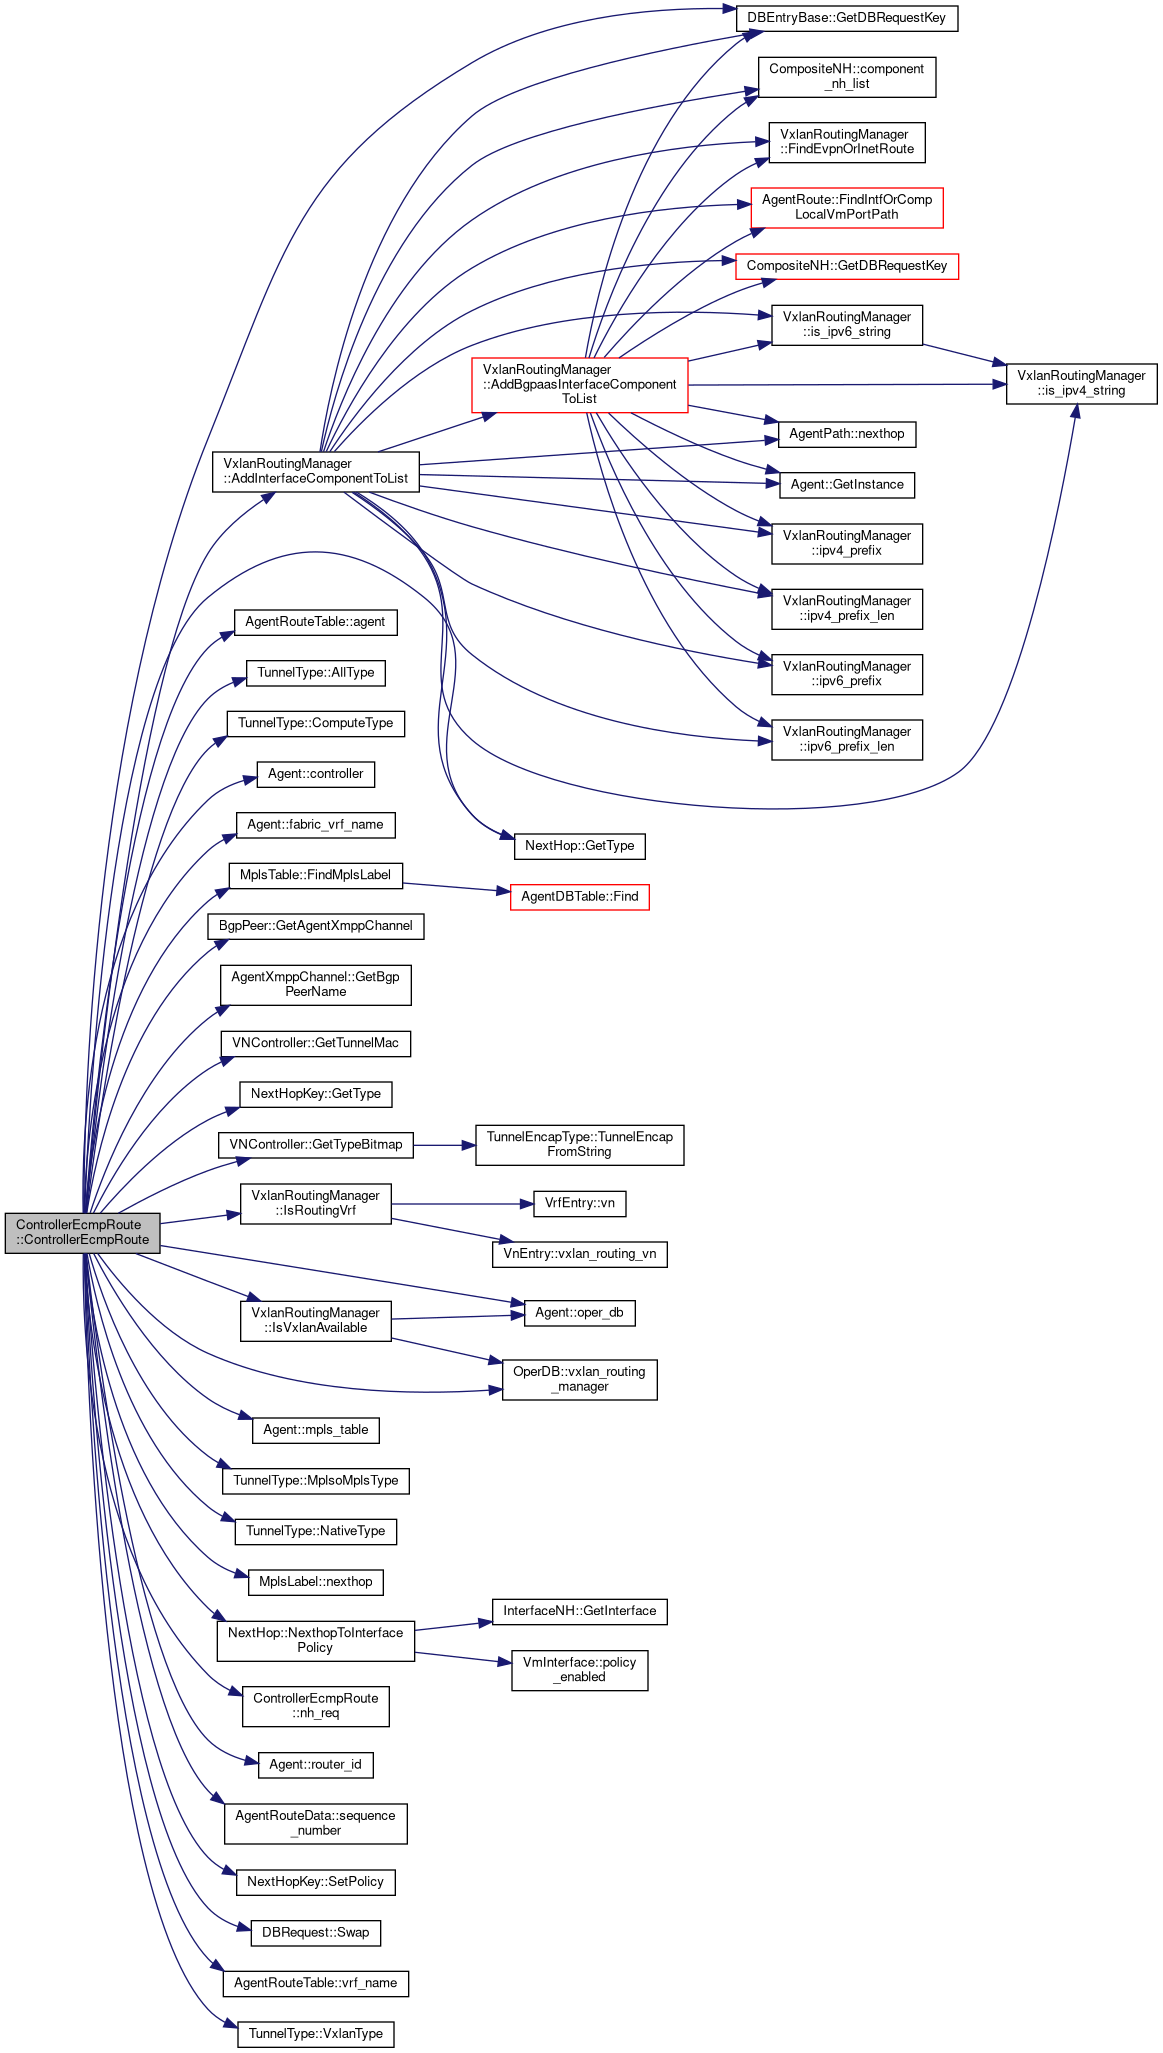 DBEntryBase::GetDBRequestKey
CompositeNH::component
_nh_list
VxlanRoutingManager
::FindEvpnOrInetRoute
AgentRoute::FindIntfOrComp
LocalVmPortPath
CompositeNH::GetDBRequestKey
VxlanRoutingManager
::is_ipv6_string
VxlanRoutingManager
::is_ipv4_string
VxlanRoutingManager
::AddBgpaasInterfaceComponent
ToList
AgentPath::nexthop
VxlanRoutingManager
::AddInterfaceComponentToList
Agent::GetInstance
VxlanRoutingManager
::ipv4_prefix
VxlanRoutingManager
::ipv4_prefix_len
VxlanRoutingManager
::ipv6_prefix
VxlanRoutingManager
::ipv6_prefix_len
AgentRouteTable::agent
TunnelType::AllType
TunnelType::ComputeType
Agent::controller
Agent::fabric_vrf_name
NextHop::GetType
MplsTable::FindMplsLabel
AgentDBTable::Find
BgpPeer::GetAgentXmppChannel
AgentXmppChannel::GetBgp
PeerName
VNController::GetTunnelMac
NextHopKey::GetType
VNController::GetTypeBitmap
TunnelEncapType::TunnelEncap
FromString
VxlanRoutingManager
::IsRoutingVrf
VrfEntry::vn
VnEntry::vxlan_routing_vn
ControllerEcmpRoute
::ControllerEcmpRoute
VxlanRoutingManager
::IsVxlanAvailable
Agent::oper_db
OperDB::vxlan_routing
_manager
Agent::mpls_table
TunnelType::MplsoMplsType
TunnelType::NativeType
MplsLabel::nexthop
NextHop::NexthopToInterface
Policy
InterfaceNH::GetInterface
VmInterface::policy
_enabled
ControllerEcmpRoute
::nh_req
Agent::router_id
AgentRouteData::sequence
_number
NextHopKey::SetPolicy
DBRequest::Swap
AgentRouteTable::vrf_name
TunnelType::VxlanType